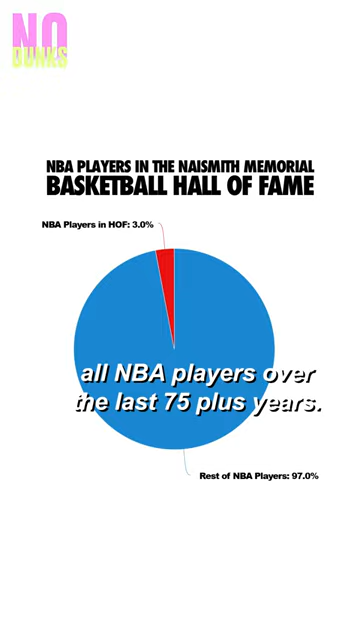 NO
DUNKS
NBA PLAYERS IN THE NAISMITH MEMORIAL
BASKETBALL HALL OF FAME
NBA Players in HOF: 3.0%
all NBA players over
the last 75 plus years.
Rest of NBA Players: 97.0%